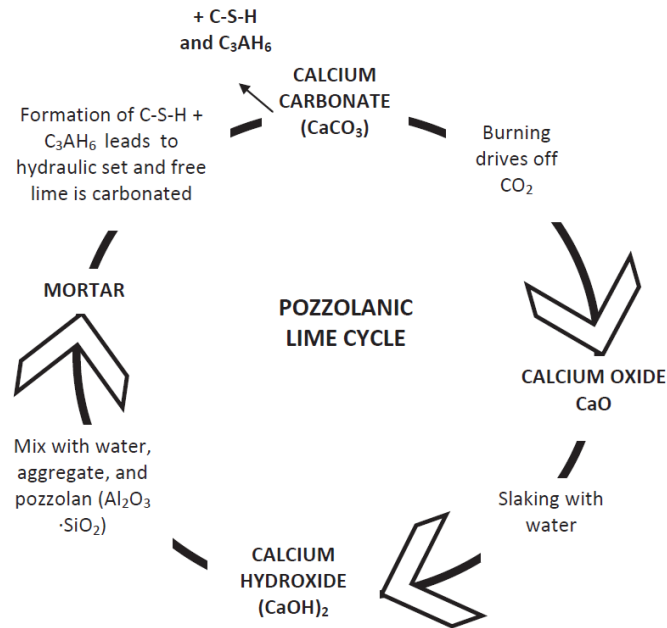 + C-S-H
and C₃AH₆
CALCIUM
CARBONATE
(CaCO₃)
Burning
drives off
CO₂
CALCIUM OXIDE
CaO
Slaking with
water
CALCIUM
HYDROXIDE
(CaOH)₂
Mix with water,
aggregate, and
pozzolan (Al₂O₃
·SiO₂)
MORTAR
Formation of C-S-H +
C₃AH₆ leads to
hydraulic set and free
lime is carbonated
POZZOLANIC
LIME CYCLE